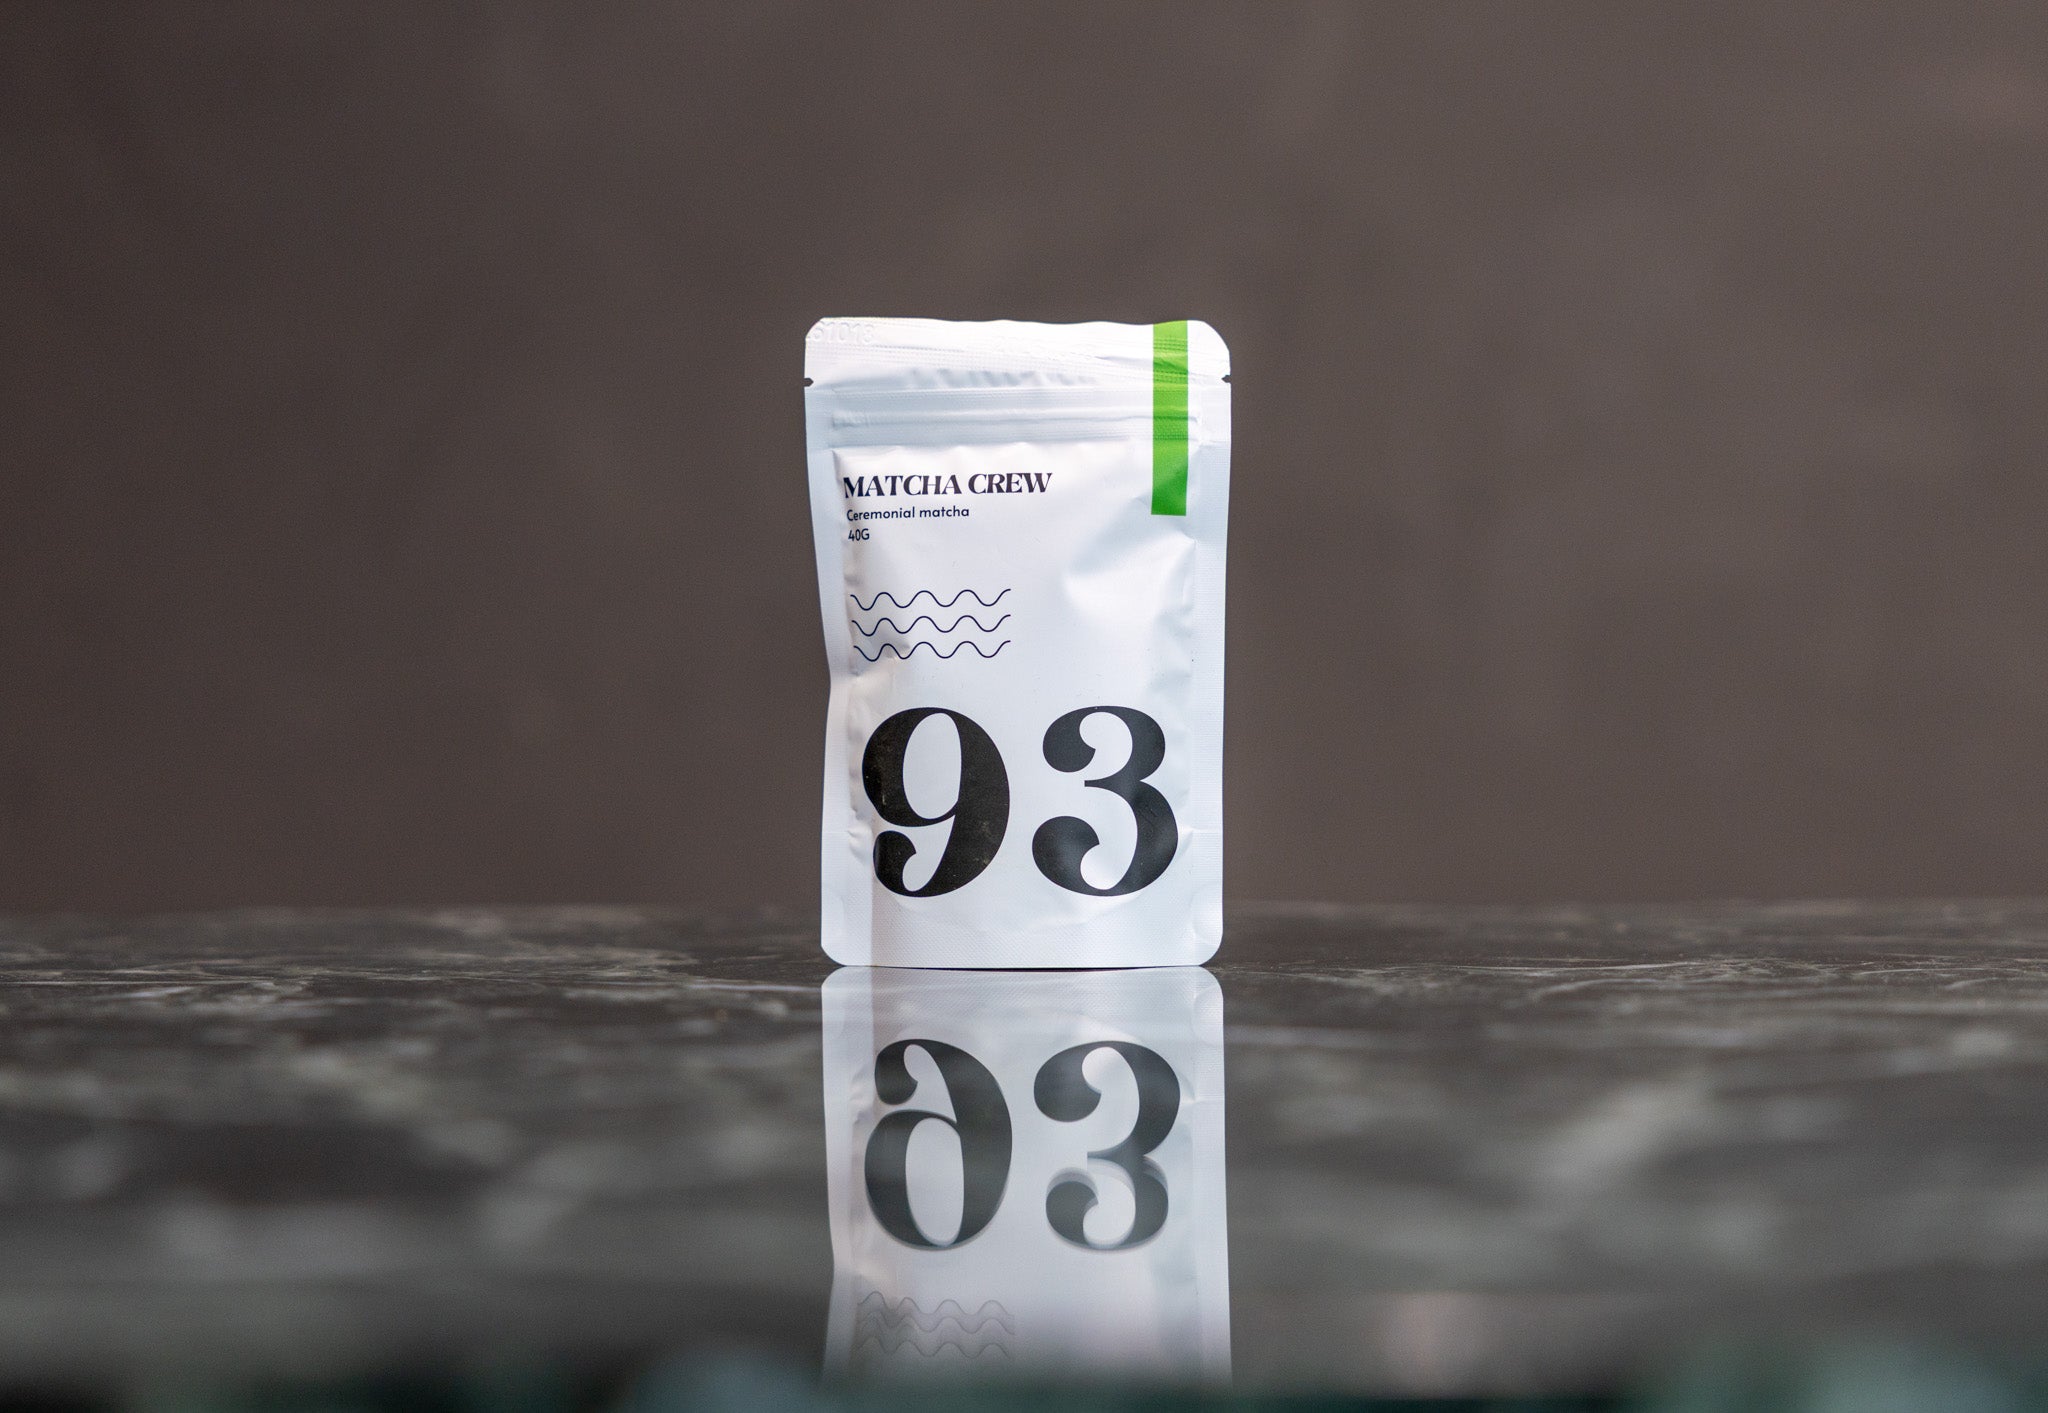 MATCHA CREW
Ceremonial matcha
40G
93